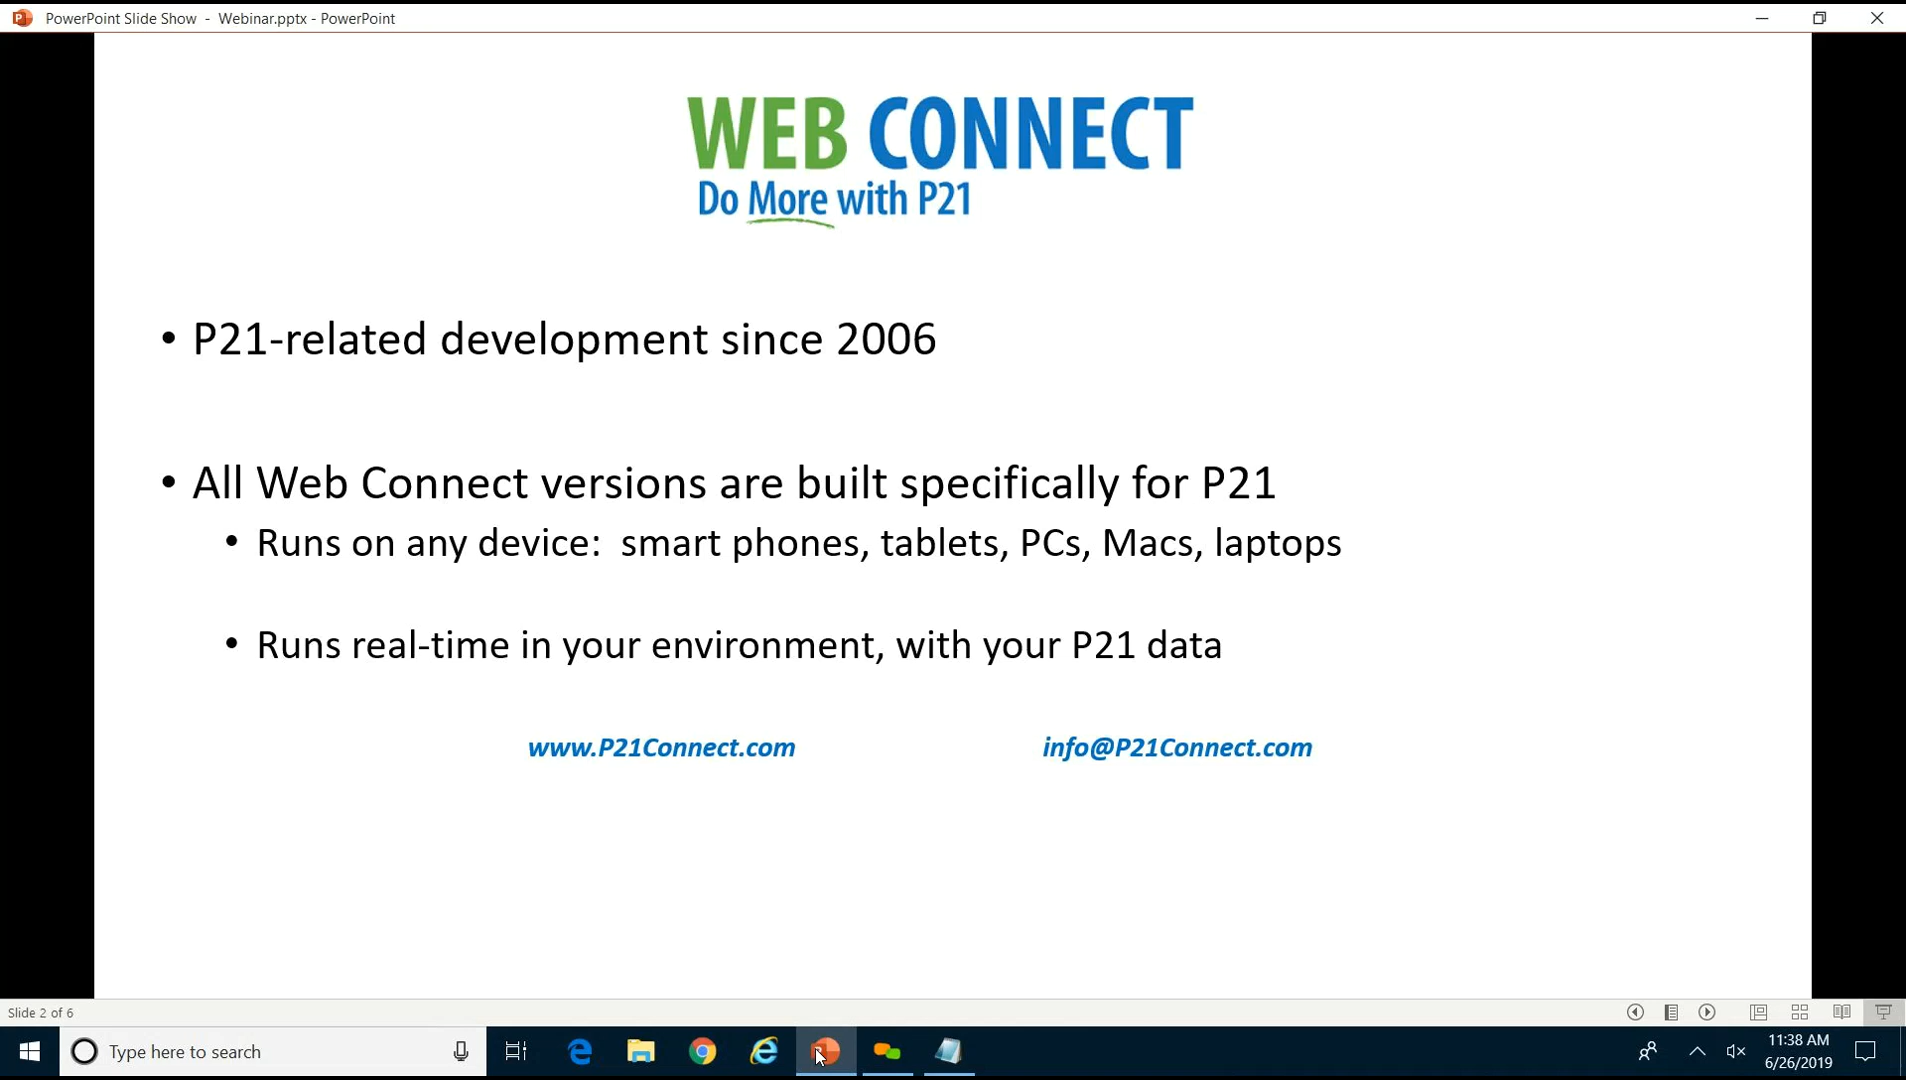 PowerPoint Slide Show - Webinar.pptx - PowerPoint
WEB CONNECT
Do More with P21
• P21-related development since 2006
• All Web Connect versions are built specifically for P21
• Runs on any device: smart phones, tablets, PCs, Macs, laptops
• Runs real-time in your environment, with your P21 data
www.P21Connect.com info@P21Connect.com
Slide 2 of 6
Type here to search
11:38 AM
6/26/2019